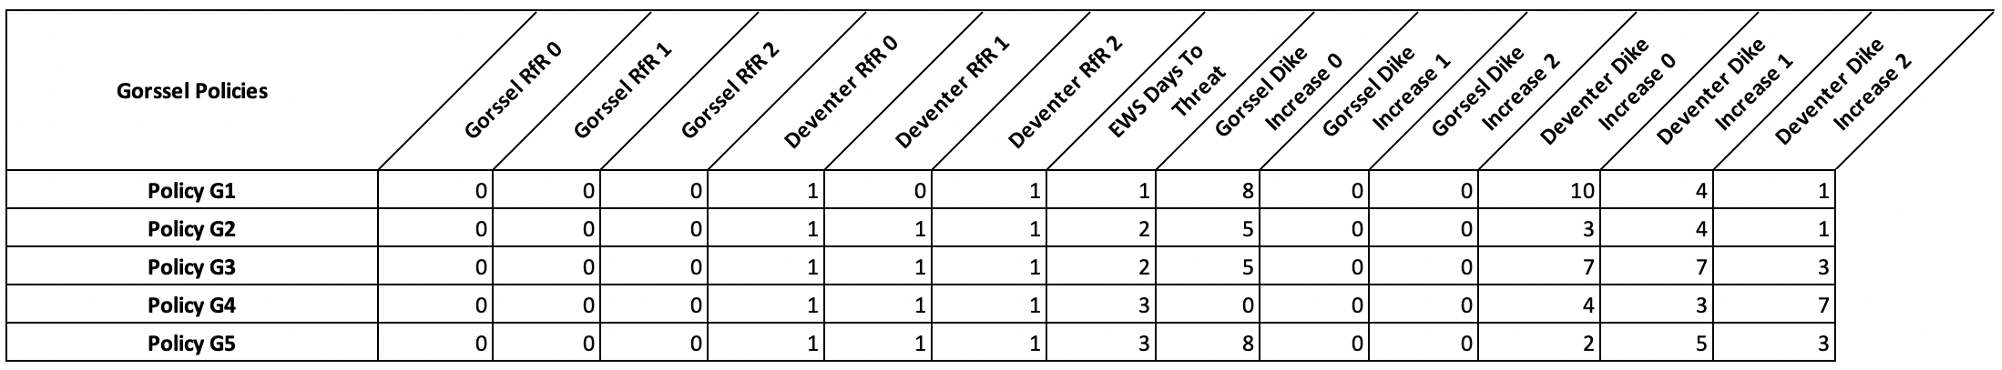 Gorssel Policies Gorssel RfR 0 Gorssel RfR 1 Gorssel RfR 2 Deventer RfR 0 Deventer RfR 1 Deventer RfR 2 EWS Days To Threat Gorssel Dike Increase 0 Gorssel Dike Increase 1 Gorsesl Dike Increase 2 Deventer Dike Increase 0 Deventer Dike Increase 1 Deventer Dike Increase 2
Policy G1 0 0 0 1 0 1 1 8 0 0 10 4 1
Policy G2 0 0 0 1 1 1 2 5 0 0 3 4 1
Policy G3 0 0 0 1 1 1 2 5 0 0 7 7 3
Policy G4 0 0 0 1 1 1 3 0 0 0 4 3 7
Policy G5 0 0 0 1 1 1 3 8 0 0 2 5 3